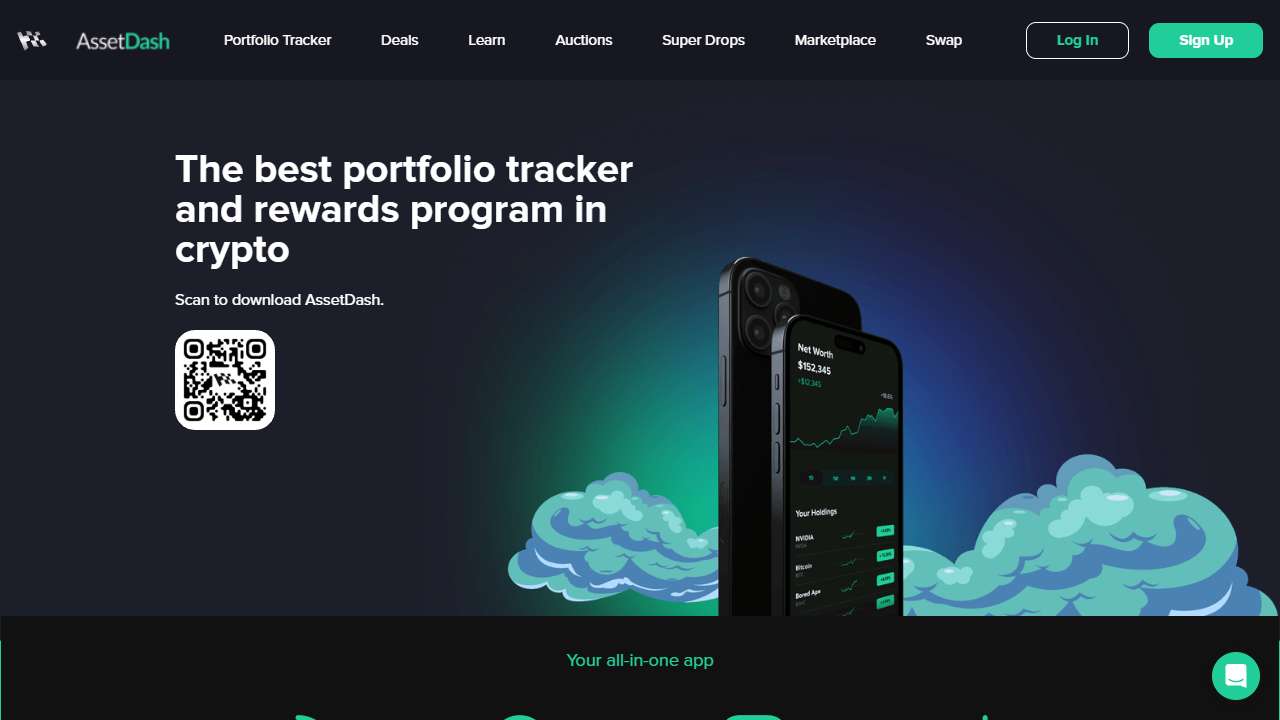 AssetDash
Portfolio Tracker
Deals
Learn
Auctions
Super Drops
Marketplace
Swap
Log In
Sign Up
The best portfolio tracker
and rewards program in
crypto
Scan to download AssetDash.
Net Worth
$152,345
+$12,345
Your Holdings
NVIDIA
Bitcoin
BTC
Bored Ape
Your all-in-one app